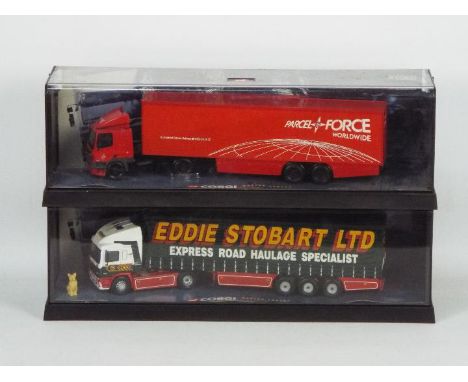 PARCEL FORCE
WORLDWIDE
CORGI
EDDIE STOBART LTD
EXPRESS ROAD HAULAGE SPECIALIST
CORGI